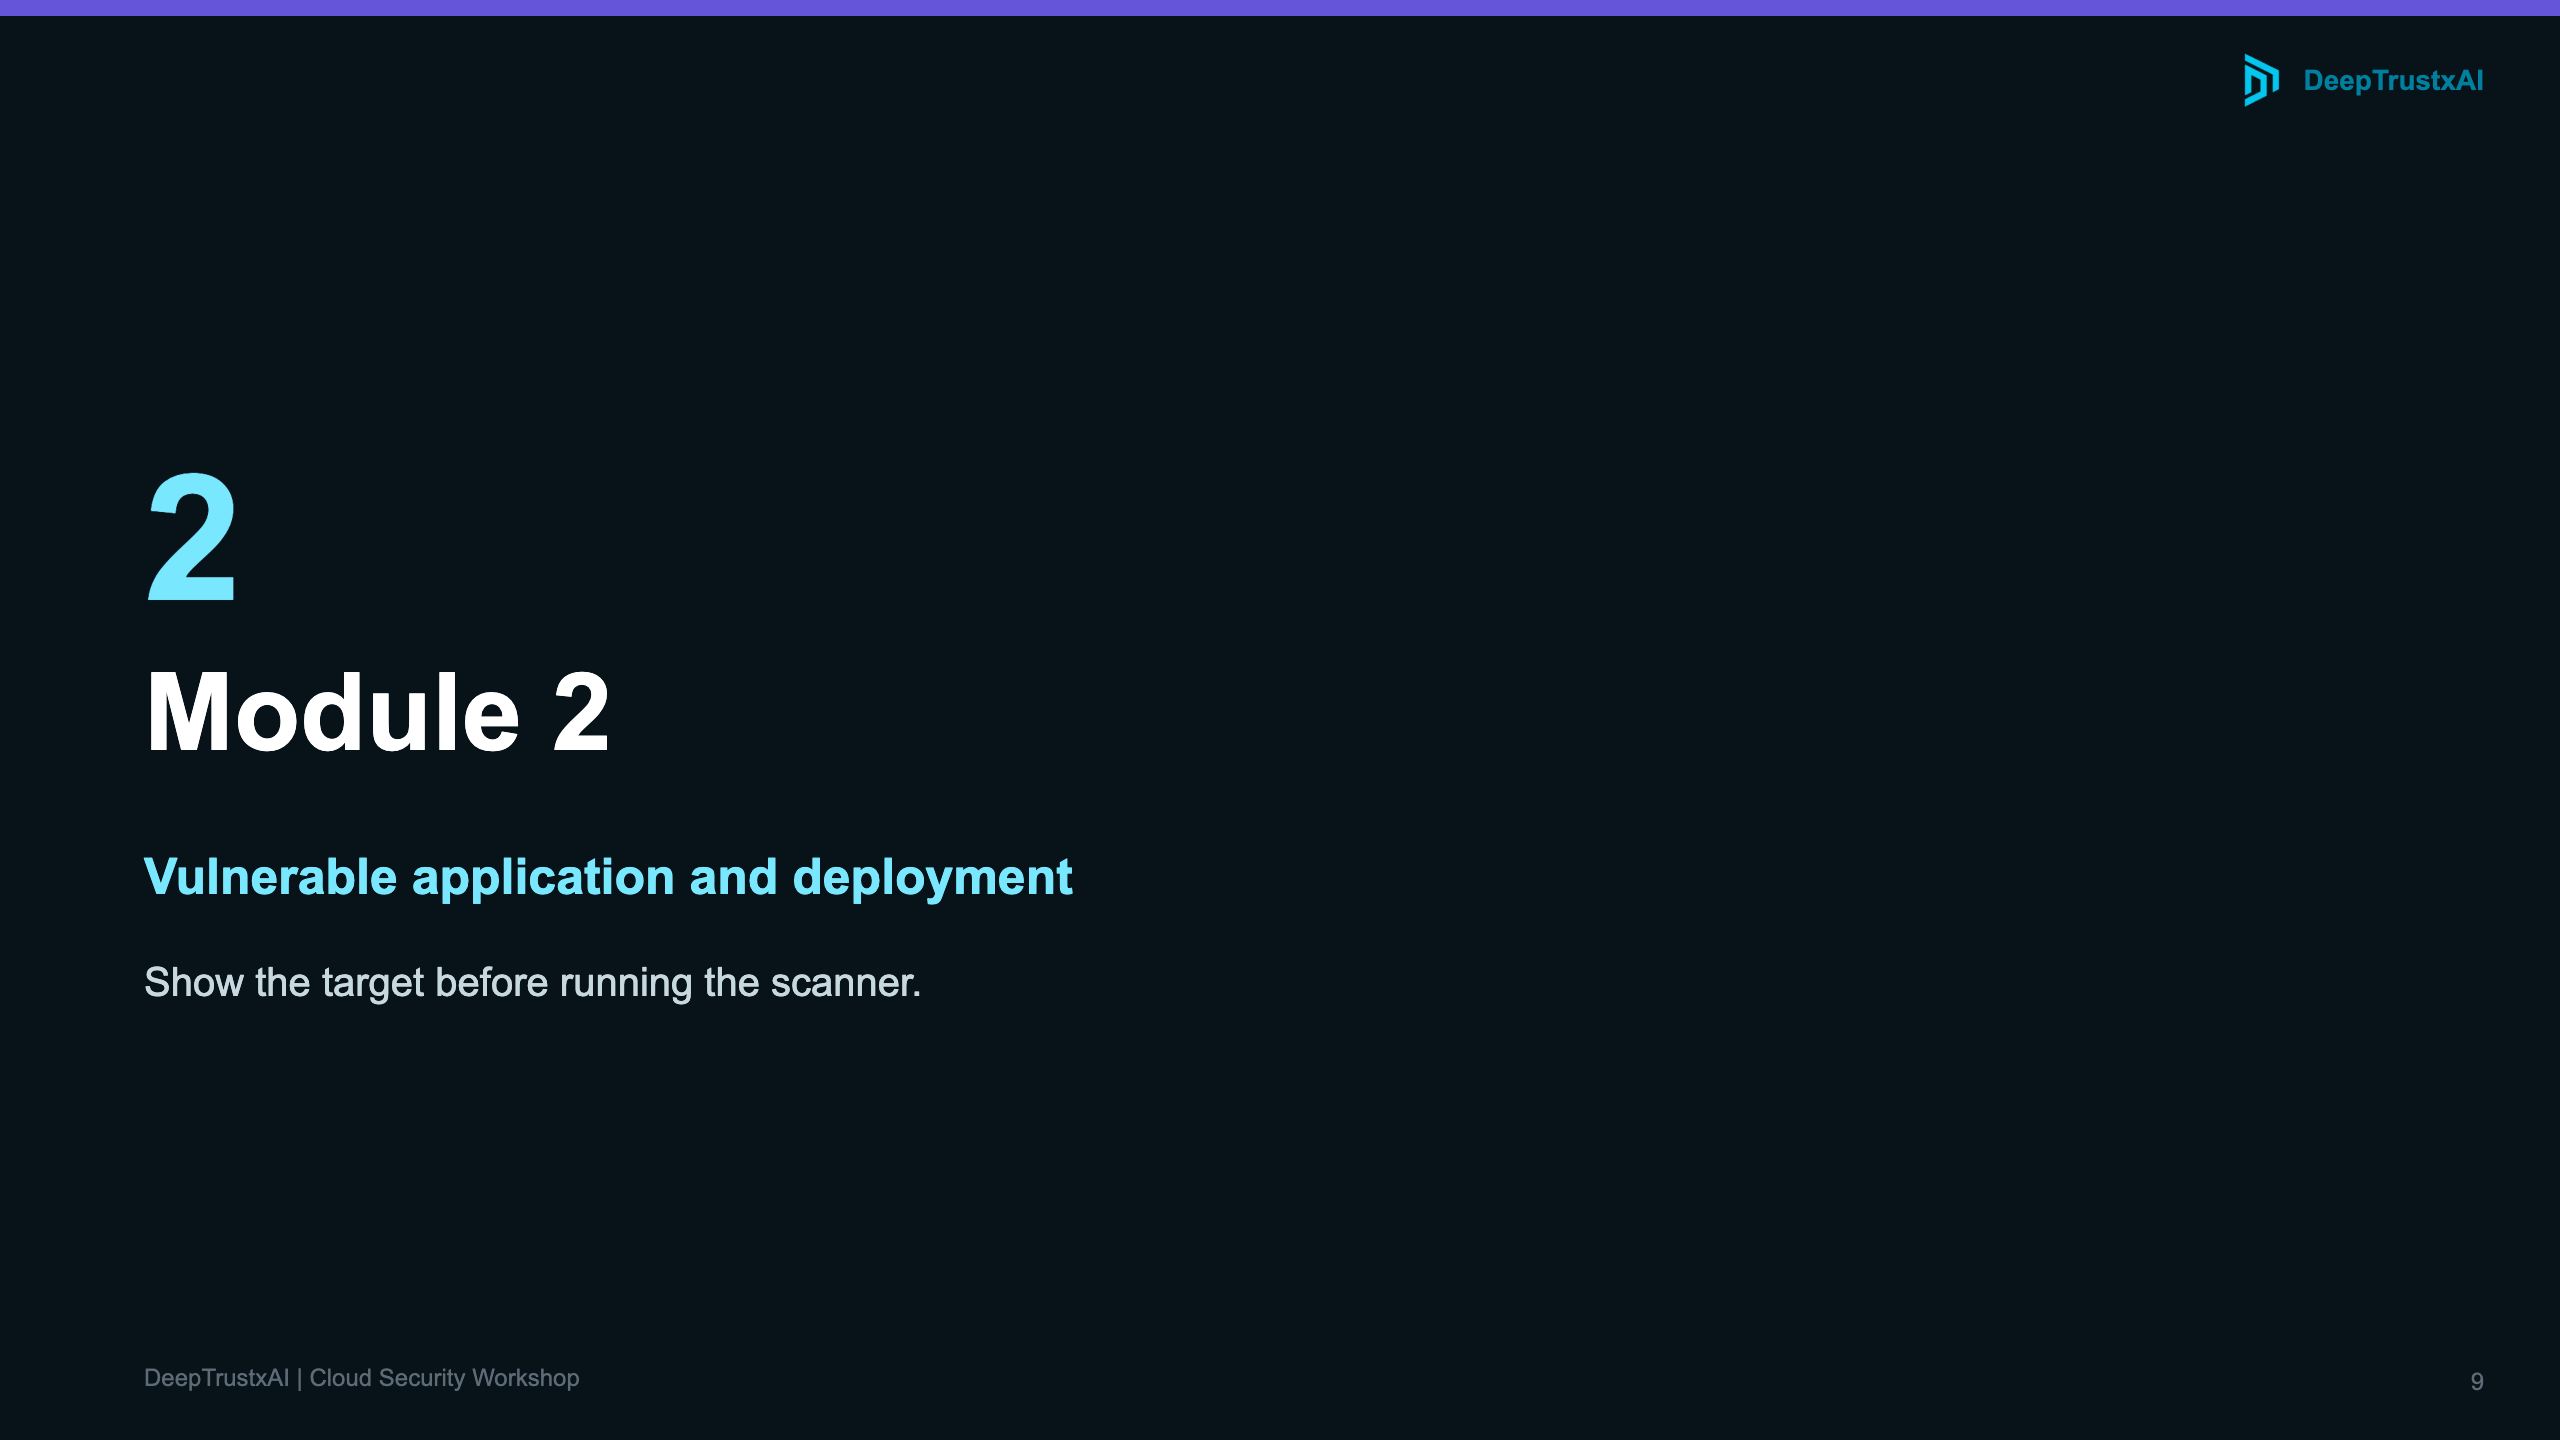 DeepTrustxAI
2
Module 2
Vulnerable application and deployment
Show the target before running the scanner.
DeepTrustxAI | Cloud Security Workshop
9